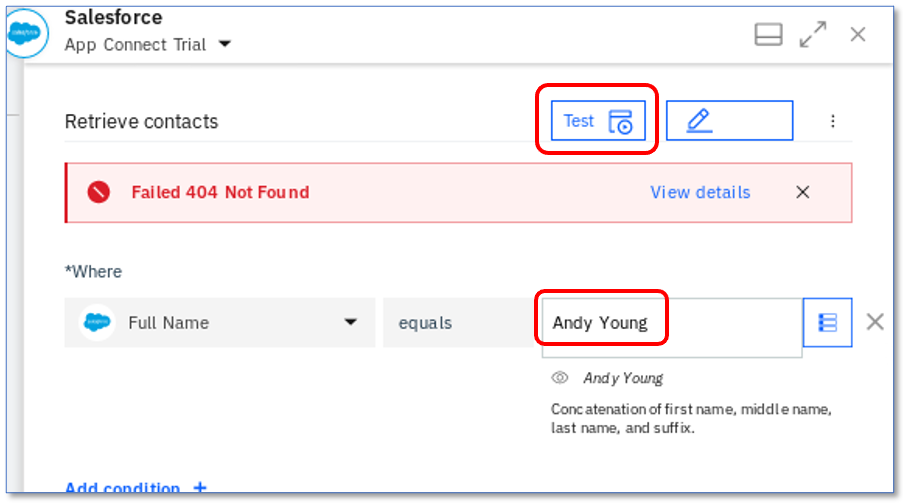 Salesforce
App Connect Trial
Retrieve contacts
Test
Failed 404 Not Found
View details
*Where
Full Name
equals
Andy Young
Andy Young
Concatenation of first name, middle name,
last name, and suffix.
Add condition +